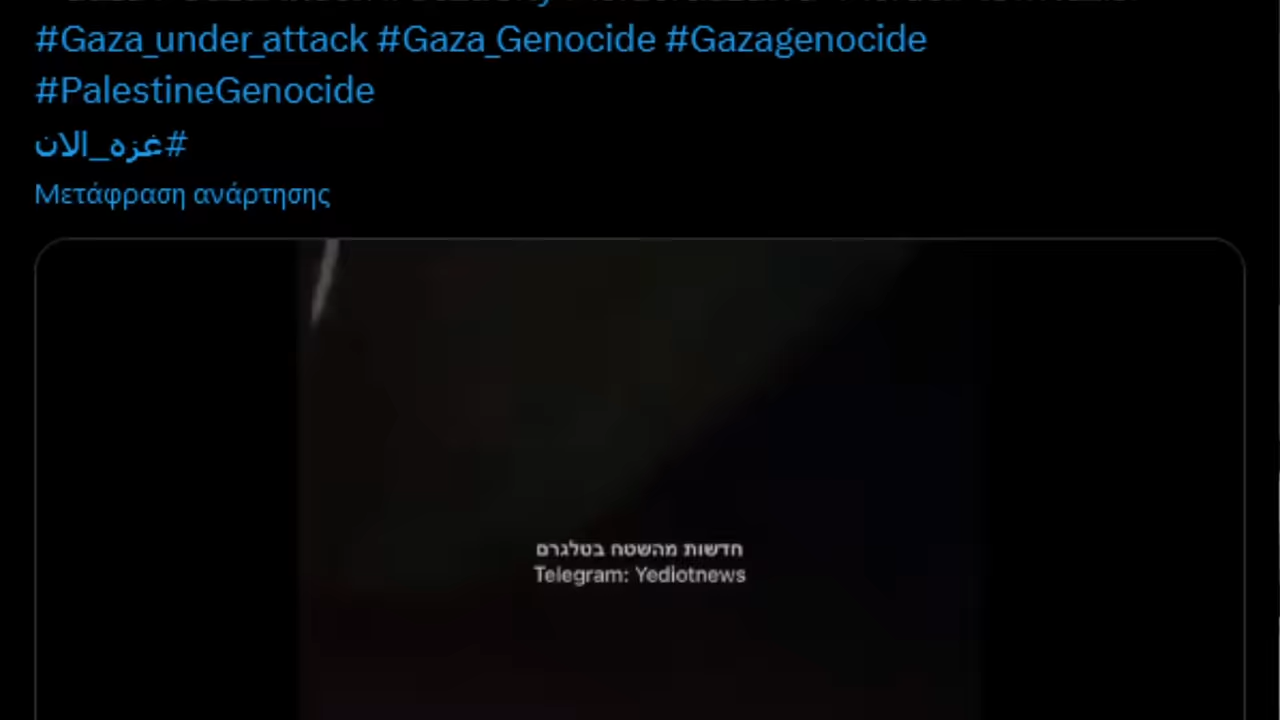 #Gaza_under_attack #Gaza_Genocide #Gazagenocide
#PalestineGenocide
#غزه_الان
Μετάφραση ανάρτησης
חדשות מהשטח בטלגרם
Telegram: Yediotnews